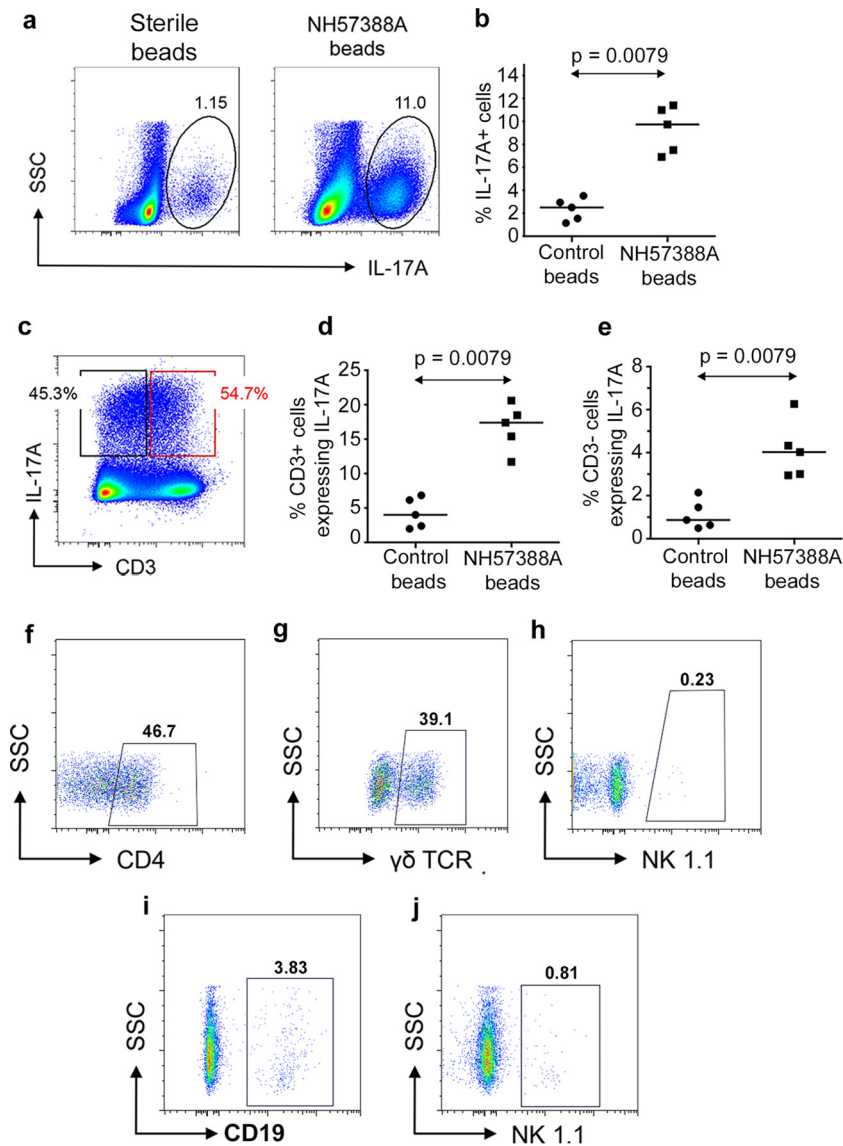 a
Sterile
beads
NH57388A
beads
1.15
11.0
SSC
IL-17A
b
p = 0.0079
% IL-17A+ cells
14
12
10
8
6
4
2
0
Control
beads
NH57388A
beads
c
45.3%
54.7%
IL-17A
CD3
d
p = 0.0079
% CD3+ cells
expressing IL-17A
25
20
15
10
5
0
Control
beads
NH57388A
beads
e
p = 0.0079
% CD3- cells
expressing IL-17A
8
6
4
2
0
Control
beads
NH57388A
beads
f
46.7
SSC
CD4
g
39.1
SSC
γδ TCR .
h
0.23
SSC
NK 1.1
i
3.83
SSC
CD19
j
0.81
SSC
NK 1.1